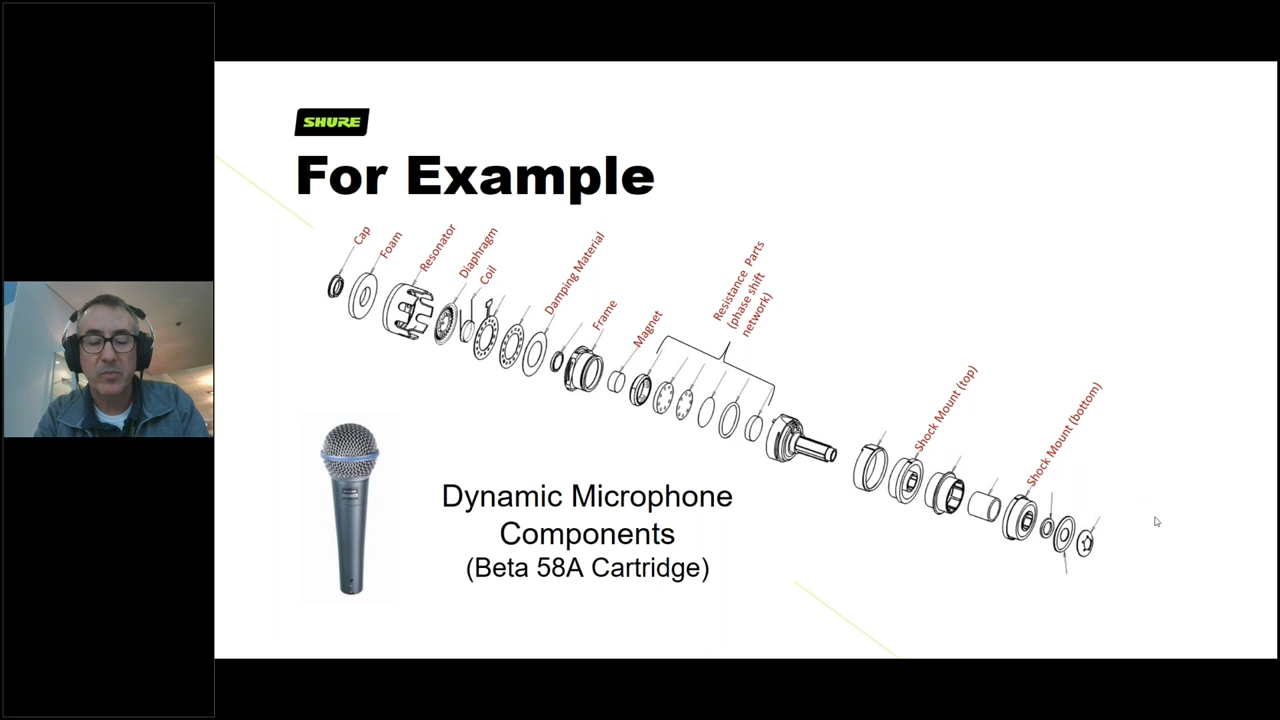 SHURE
For Example
Cap
Foam
Resonator
Diaphragm
Coil
Damping Material
Frame
Magnet
Resistance Parts
(phase shift
network)
Shock Mount (top)
Shock Mount (bottom)
Dynamic Microphone
Components
(Beta 58A Cartridge)